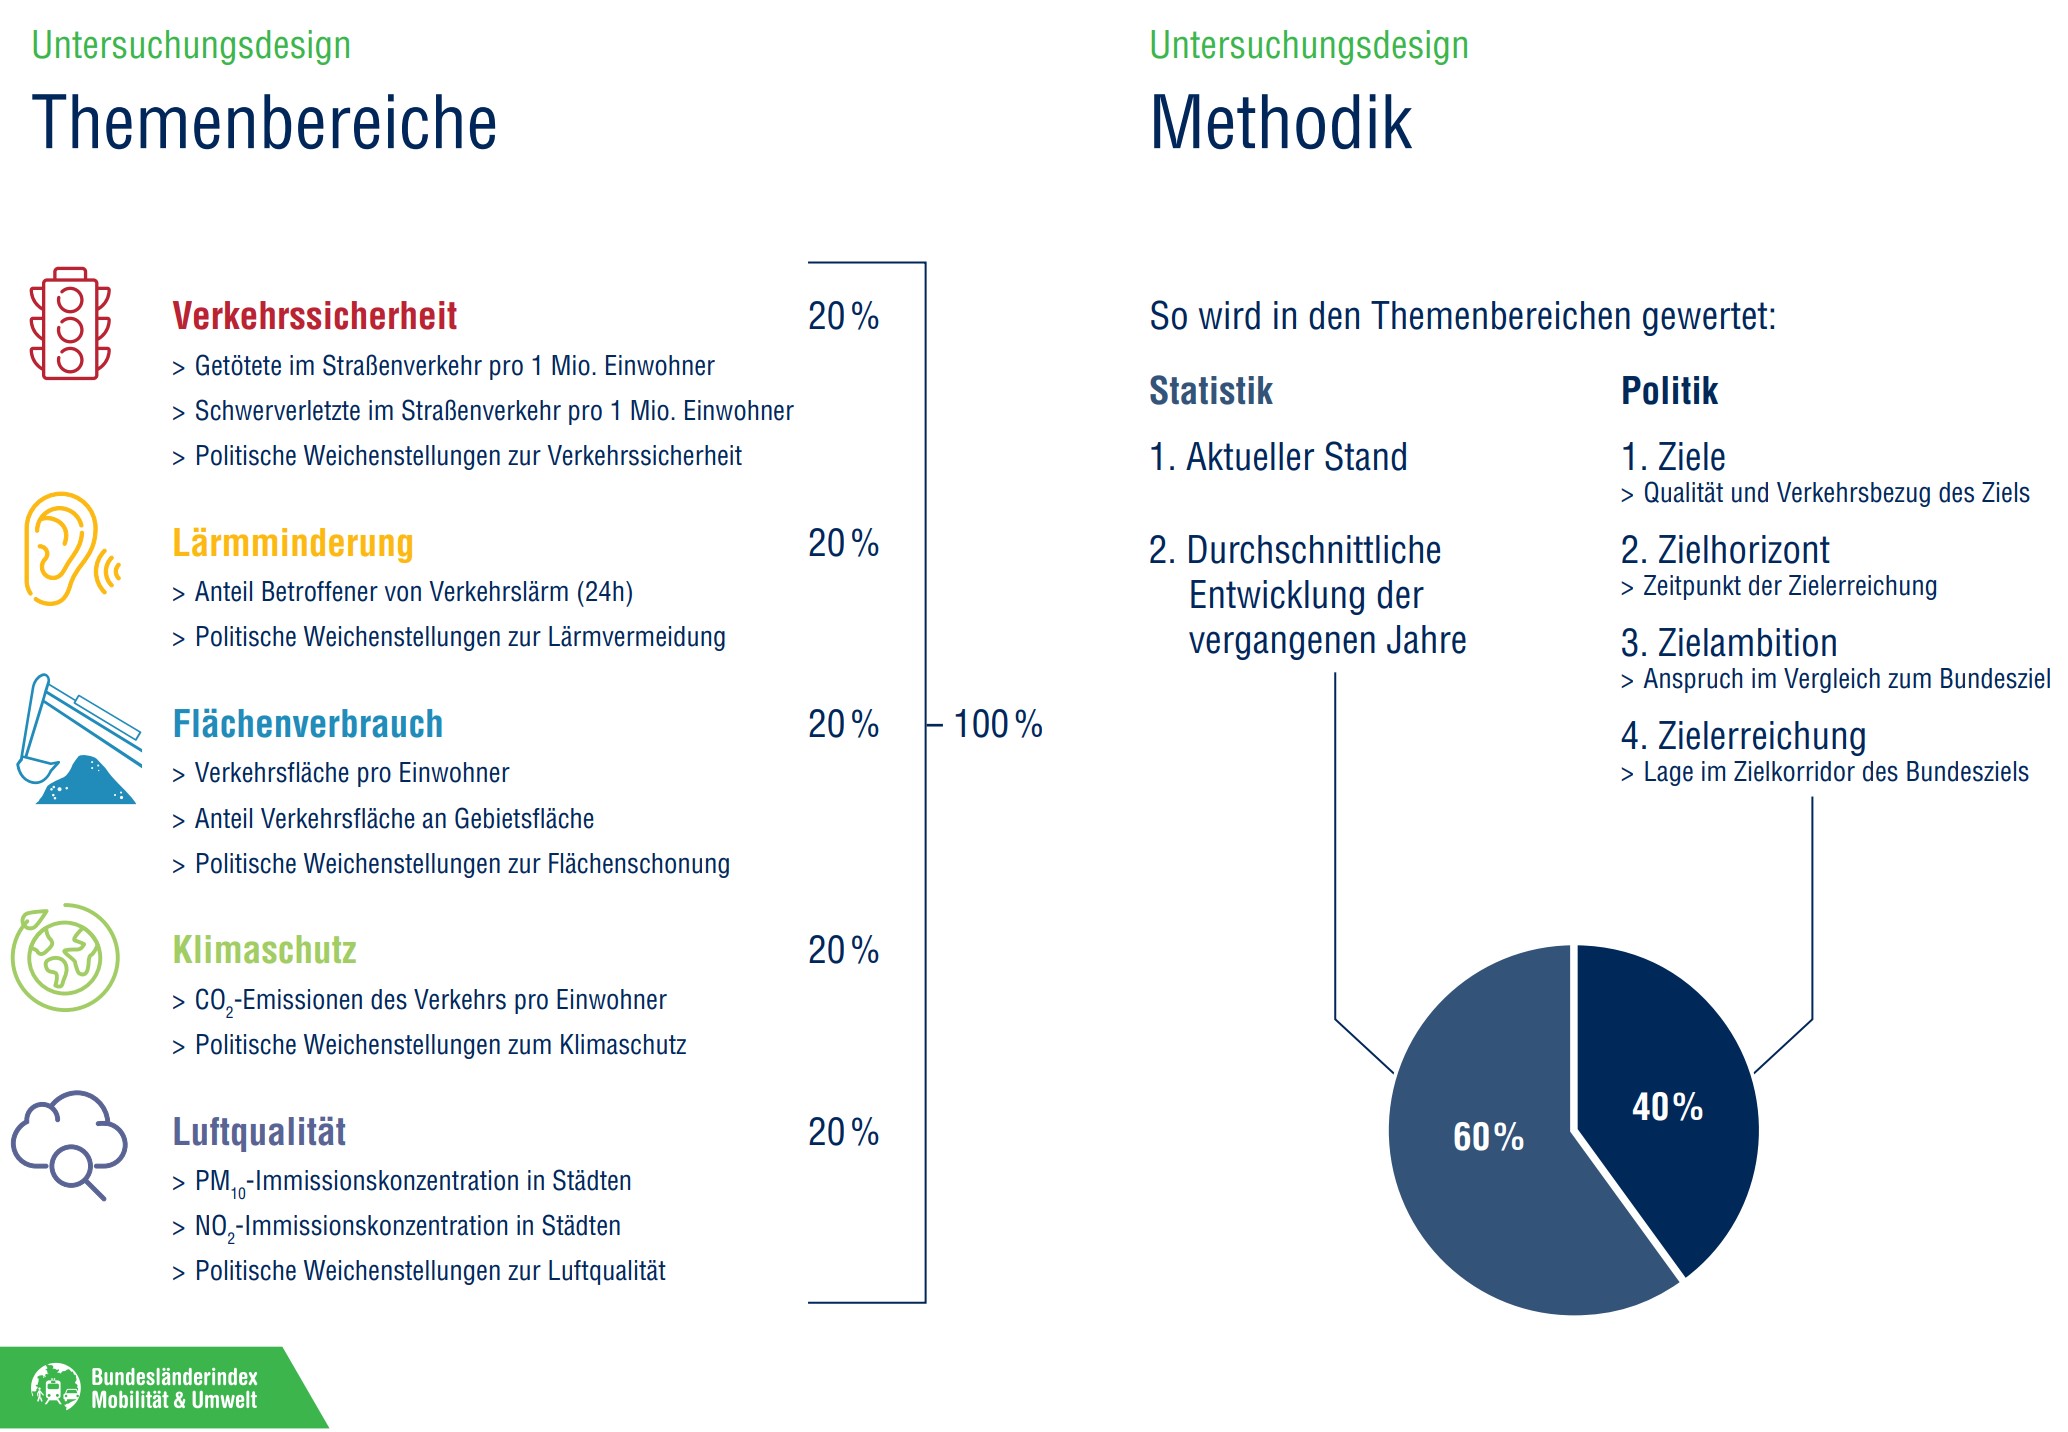 Untersuchungsdesign
Themenbereiche
Verkehrssicherheit 20 %
> Getötete im Straßenverkehr pro 1 Mio. Einwohner
> Schwerverletzte im Straßenverkehr pro 1 Mio. Einwohner
> Politische Weichenstellungen zur Verkehrssicherheit
Lärmminderung 20 %
> Anteil Betroffener von Verkehrslärm (24h)
> Politische Weichenstellungen zur Lärmvermeidung
Flächenverbrauch 20 %
> Verkehrsfläche pro Einwohner
> Anteil Verkehrsfläche an Gebietsfläche
> Politische Weichenstellungen zur Flächenschonung
Klimaschutz 20 %
> CO₂-Emissionen des Verkehrs pro Einwohner
> Politische Weichenstellungen zum Klimaschutz
Luftqualität 20 %
> PM₁₀-Immissionskonzentration in Städten
> NO₂-Immissionskonzentration in Städten
> Politische Weichenstellungen zur Luftqualität
100 %
Bundesländerindex
Mobilität & Umwelt
Untersuchungsdesign
Methodik
So wird in den Themenbereichen gewertet:
Statistik
1. Aktueller Stand
2. Durchschnittliche
Entwicklung der
vergangenen Jahre
Politik
1. Ziele
> Qualität und Verkehrsbezug des Ziels
2. Zielhorizont
> Zeitpunkt der Zielerreichung
3. Zielambition
> Anspruch im Vergleich zum Bundesziel
4. Zielerreichung
> Lage im Zielkorridor des Bundesziels
60 %
40 %